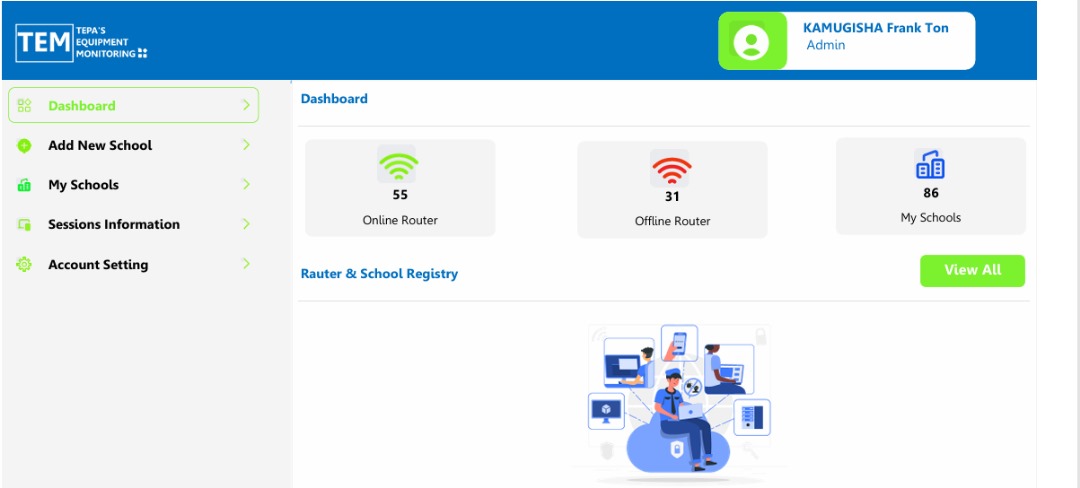 TEM
TEPA'S
EQUIPMENT
MONITORING
KAMUGISHA Frank Ton
Admin
Dashboard
Add New School
My Schools
Sessions Information
Account Setting
Dashboard
55
Online Router
31
Offline Router
86
My Schools
Rauter & School Registry
View All